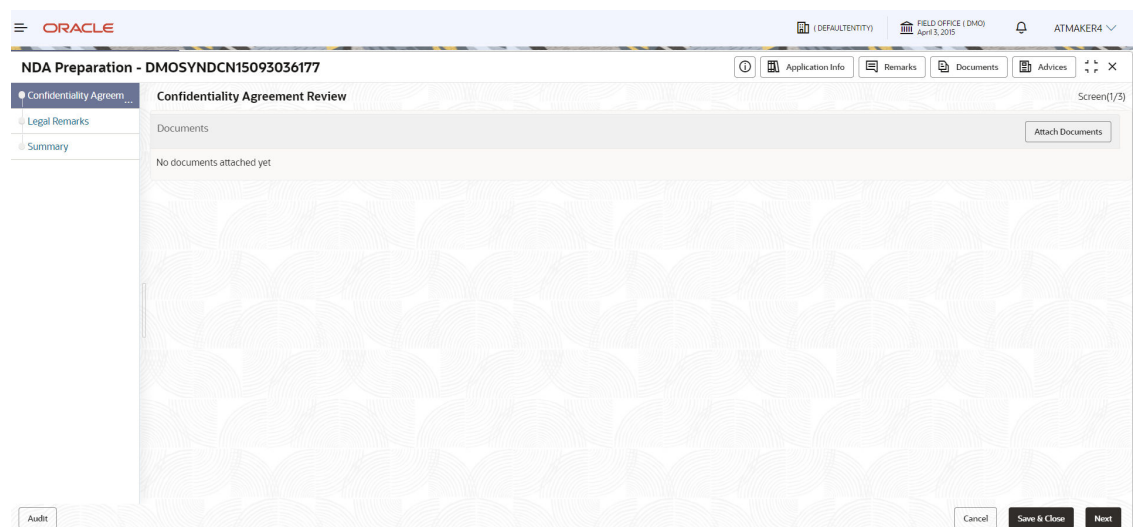 ORACLE
( DEFAULTENTITY)
FIELD OFFICE ( DMO)
April 3, 2015
ATMAKER4
NDA Preparation - DMOSYNDCN15093036177
Application Info
Remarks
Documents
Advices
Confidentiality Agreem...
Legal Remarks
Summary
Confidentiality Agreement Review
Screen(1/3)
Documents
Attach Documents
No documents attached yet
Audit
Cancel
Save & Close
Next